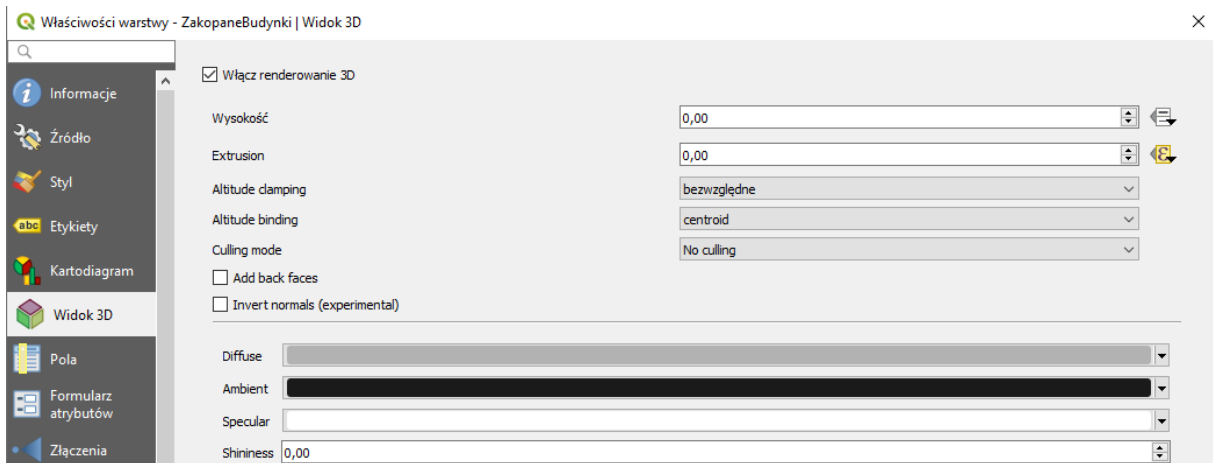 Właściwości warstwy - ZakopaneBudynki | Widok 3D
Informacje
Źródło
Styl
abc Etykiety
Kartodiagram
Widok 3D
Pola
Formularz
atrybutów
Złączenia
Włącz renderowanie 3D
Wysokość 0,00
Extrusion 0,00 ε
Altitude clamping bezwzględne
Altitude binding centroid
Culling mode No culling
Add back faces
Invert normals (experimental)
Diffuse
Ambient
Specular
Shininess 0,00